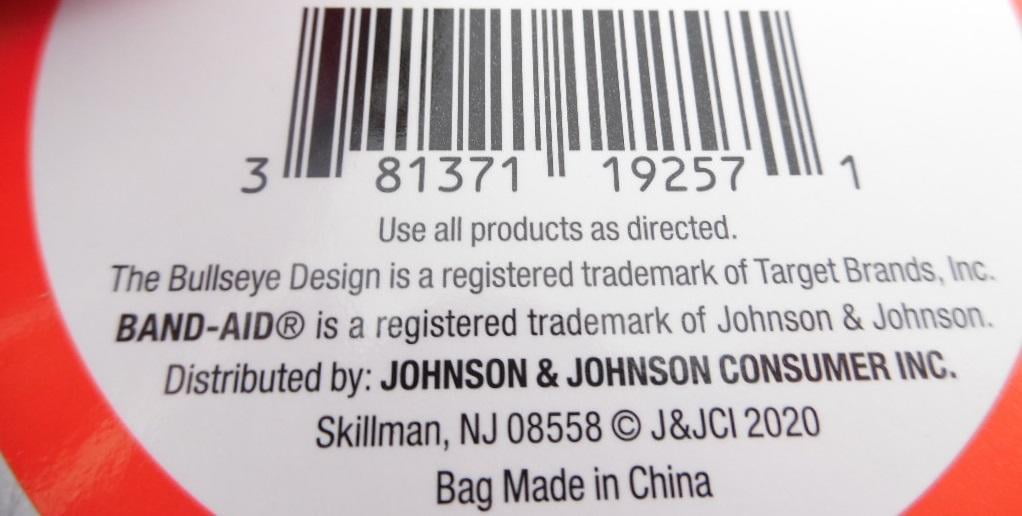 3 81371 19257 1
Use all products as directed.
The Bullseye Design is a registered trademark of Target Brands, Inc.
BAND-AID® is a registered trademark of Johnson & Johnson.
Distributed by: JOHNSON & JOHNSON CONSUMER INC.
Skillman, NJ 08558 © J&JCI 2020
Bag Made in China